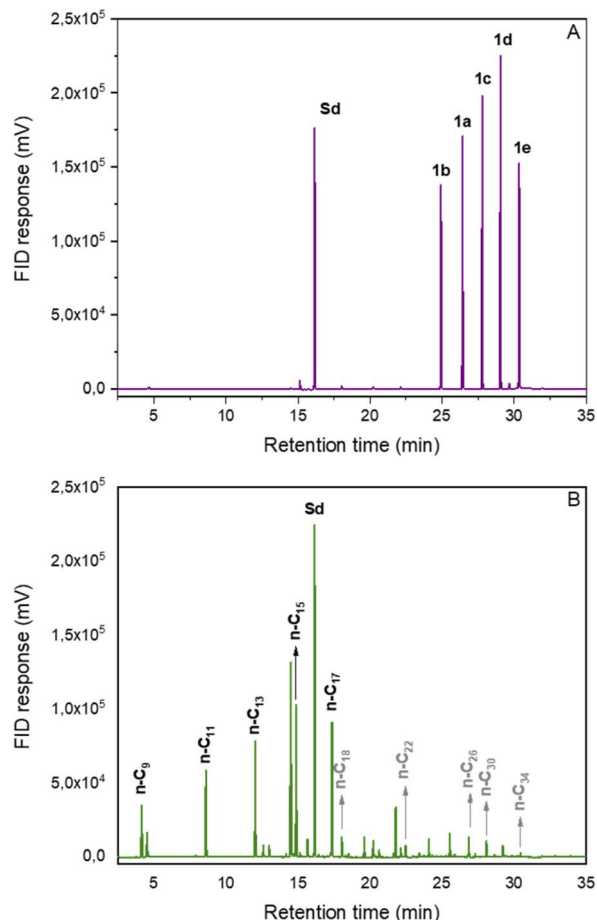 A
2,5x10⁵
2,0x10⁵
1,5x10⁵
1,0x10⁵
5,0x10⁴
0,0
FID response (mV)
Sd
1b
1a
1c
1d
1e
5 10 15 20 25 30 35
Retention time (min)
B
2,5x10⁵
2,0x10⁵
1,5x10⁵
1,0x10⁵
5,0x10⁴
0,0
FID response (mV)
n-C₉
n-C₁₁
n-C₁₃
n-C₁₅
Sd
n-C₁₇
n-C₁₈
n-C₂₂
n-C₂₆
n-C₃₀
n-C₃₄
5 10 15 20 25 30 35
Retention time (min)